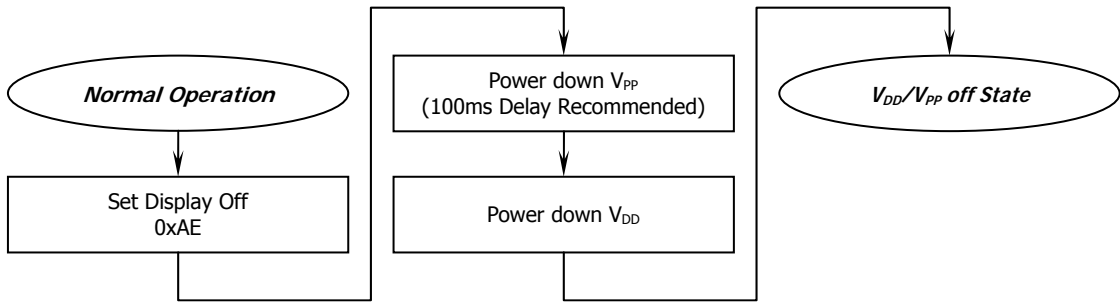 Normal Operation
Set Display Off
0xAE
Power down VPP
(100ms Delay Recommended)
Power down VDD
VDD/VPP off State